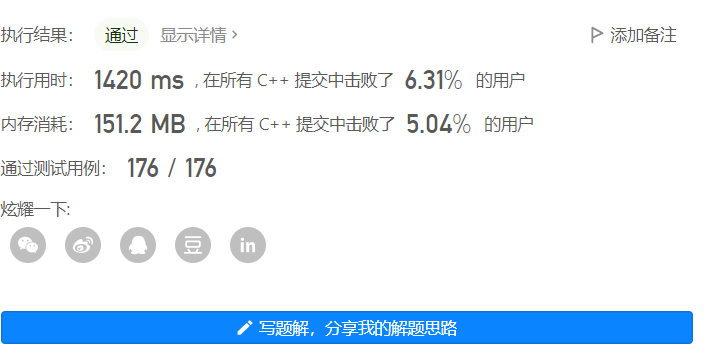 执行结果： 通过 显示详情 › 添加备注
执行用时： 1420 ms , 在所有 C++ 提交中击败了 6.31% 的用户
内存消耗： 151.2 MB , 在所有 C++ 提交中击败了 5.04% 的用户
通过测试用例： 176 / 176
炫耀一下:
豆 in
写题解，分享我的解题思路